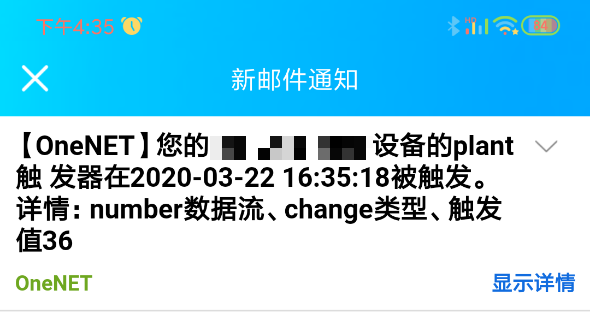 下午4:35
84
新邮件通知
【OneNET】您的 设备的plant
触 发器在2020-03-22 16:35:18被触发。
详情：number数据流、change类型、触发
值36
OneNET
显示详情